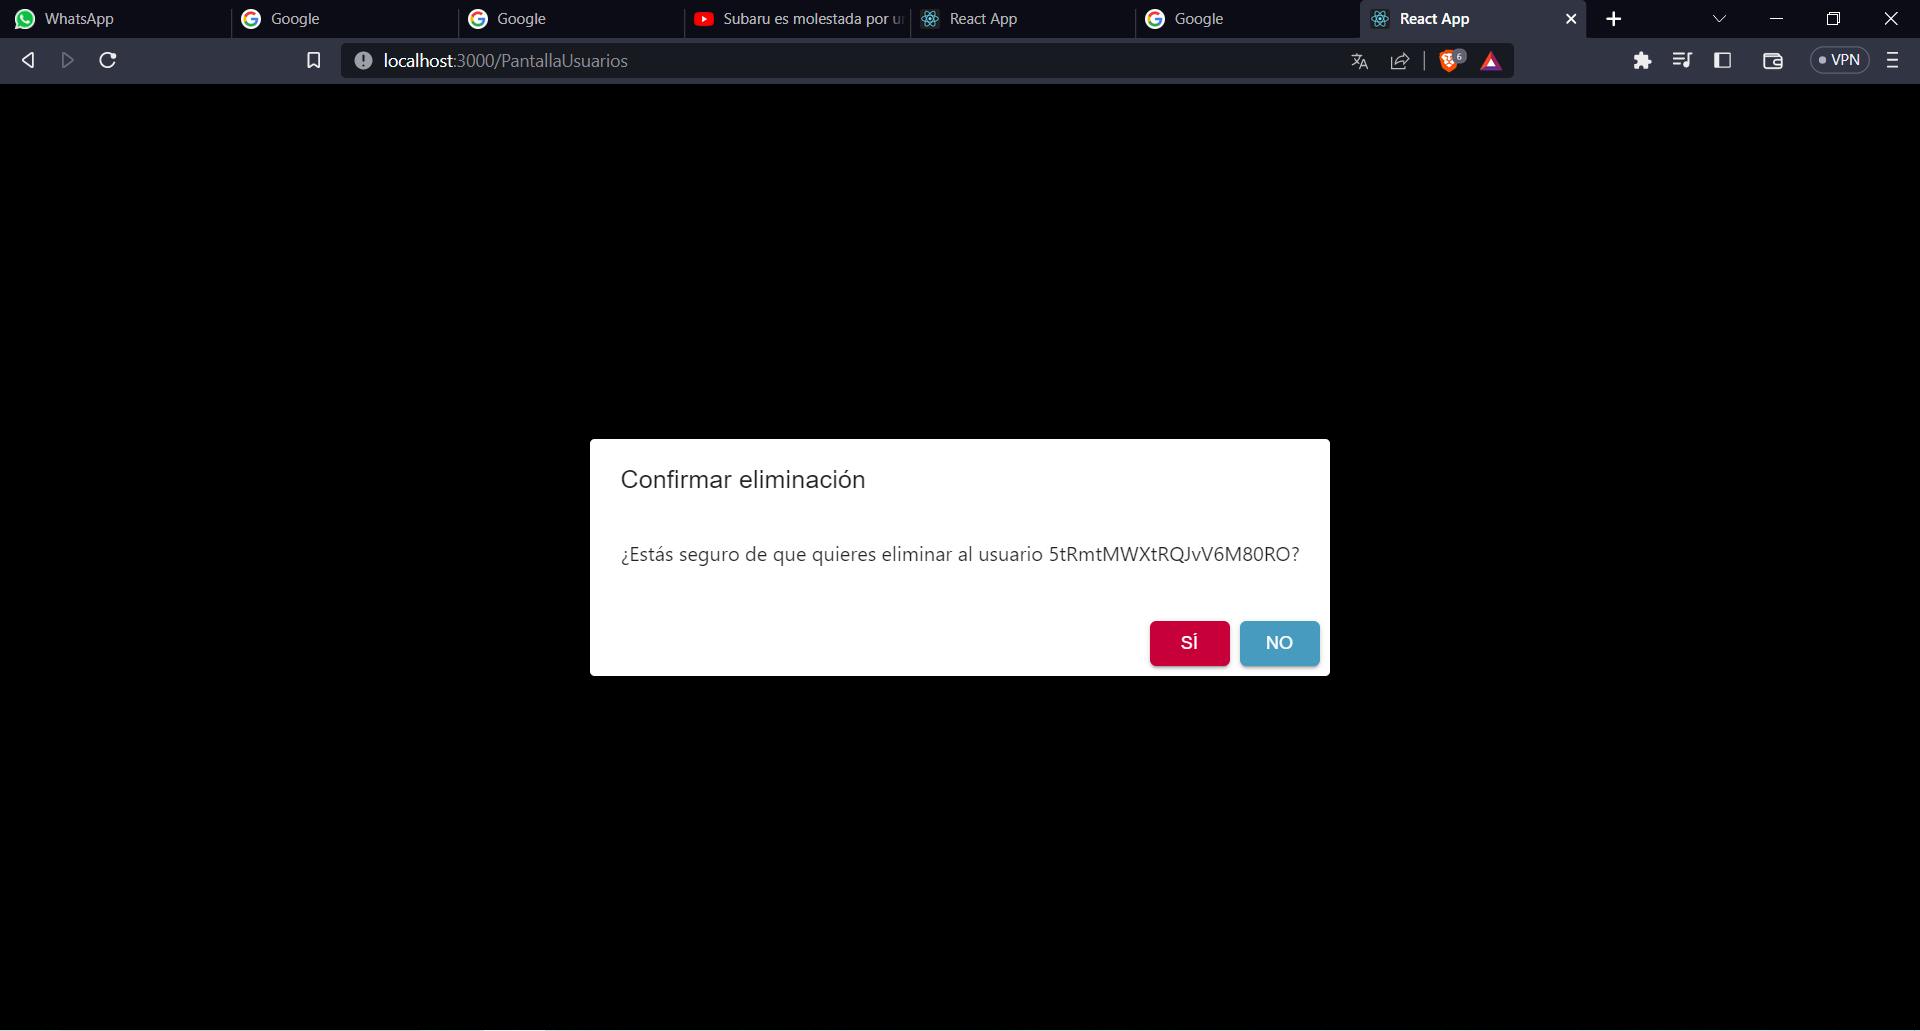 WhatsApp
Google
Google
Subaru es molestada por u
React App
Google
React App
localhost:3000/PantallaUsuarios
6
VPN
Confirmar eliminación
¿Estás seguro de que quieres eliminar al usuario 5tRmtMWXtRQJvV6M80RO?
SÍ
NO